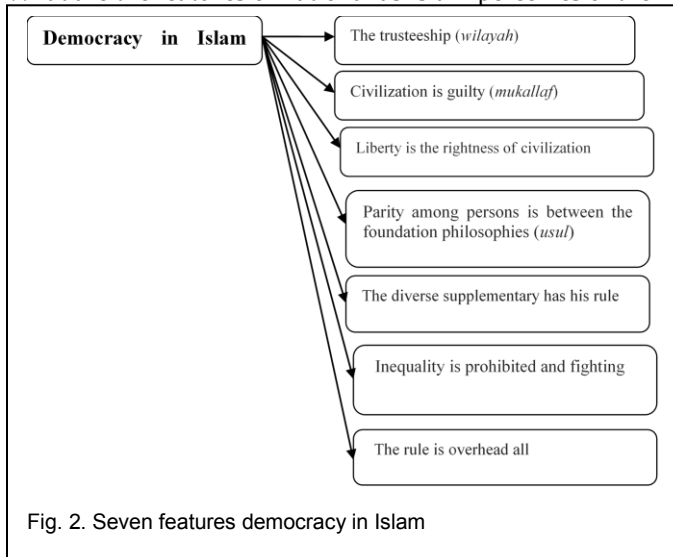 Democracy in Islam
The trusteeship (wilayah)
Civilization is guilty (mukallaf)
Liberty is the rightness of civilization
Parity among persons is between the
foundation philosophies (usul)
The diverse supplementary has his rule
Inequality is prohibited and fighting
The rule is overhead all
Fig. 2. Seven features democracy in Islam